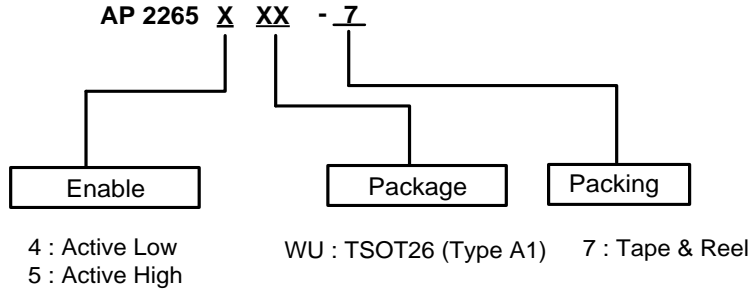 AP 2265 X XX - 7
Enable
Package
Packing
4 : Active Low
5 : Active High
WU : TSOT26 (Type A1)
7 : Tape & Reel